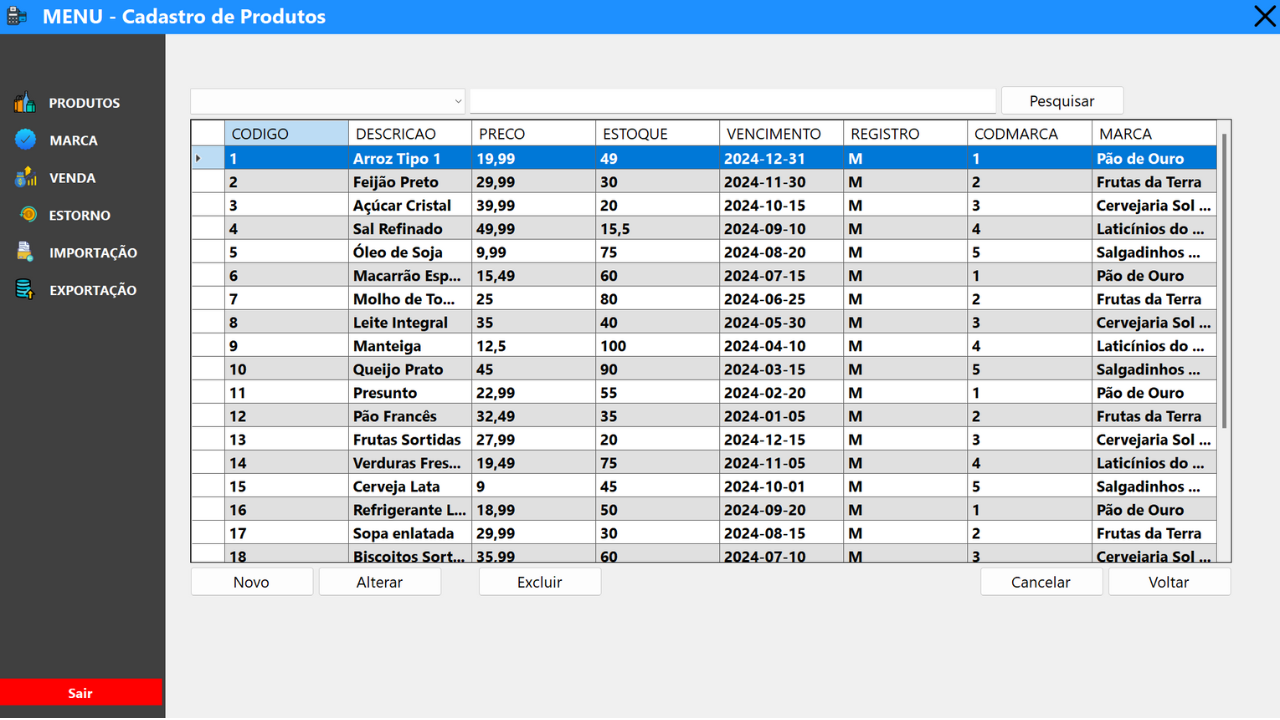 MENU - Cadastro de Produtos
PRODUTOS
MARCA
VENDA
ESTORNO
IMPORTAÇÃO
EXPORTAÇÃO
Sair
Pesquisar
CODIGO DESCRICAO PRECO ESTOQUE VENCIMENTO REGISTRO CODMARCA MARCA
1 Arroz Tipo 1 19,99 49 2024-12-31 M 1 Pão de Ouro
2 Feijão Preto 29,99 30 2024-11-30 M 2 Frutas da Terra
3 Açúcar Cristal 39,99 20 2024-10-15 M 3 Cervejaria Sol ...
4 Sal Refinado 49,99 15,5 2024-09-10 M 4 Laticínios do ...
5 Óleo de Soja 9,99 75 2024-08-20 M 5 Salgadinhos ...
6 Macarrão Esp... 15,49 60 2024-07-15 M 1 Pão de Ouro
7 Molho de To... 25 80 2024-06-25 M 2 Frutas da Terra
8 Leite Integral 35 40 2024-05-30 M 3 Cervejaria Sol ...
9 Manteiga 12,5 100 2024-04-10 M 4 Laticínios do ...
10 Queijo Prato 45 90 2024-03-15 M 5 Salgadinhos ...
11 Presunto 22,99 55 2024-02-20 M 1 Pão de Ouro
12 Pão Francês 32,49 35 2024-01-05 M 2 Frutas da Terra
13 Frutas Sortidas 27,99 20 2024-12-15 M 3 Cervejaria Sol ...
14 Verduras Fres... 19,49 75 2024-11-05 M 4 Laticínios do ...
15 Cerveja Lata 9 45 2024-10-01 M 5 Salgadinhos ...
16 Refrigerante L... 18,99 50 2024-09-20 M 1 Pão de Ouro
17 Sopa enlatada 29,99 30 2024-08-15 M 2 Frutas da Terra
18 Biscoitos Sort... 35,99 60 2024-07-10 M 3 Cervejaria Sol ...
Novo Alterar Excluir Cancelar Voltar